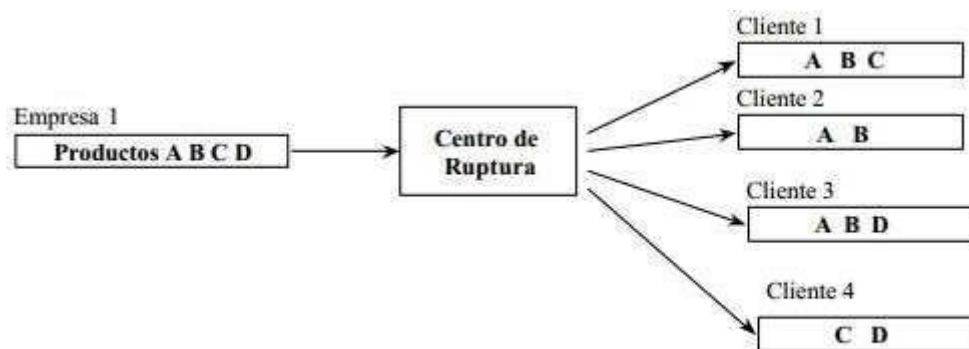 Empresa 1
Productos A B C D
Centro de
Ruptura
Cliente 1
A B C
Cliente 2
A B
Cliente 3
A B D
Cliente 4
C D